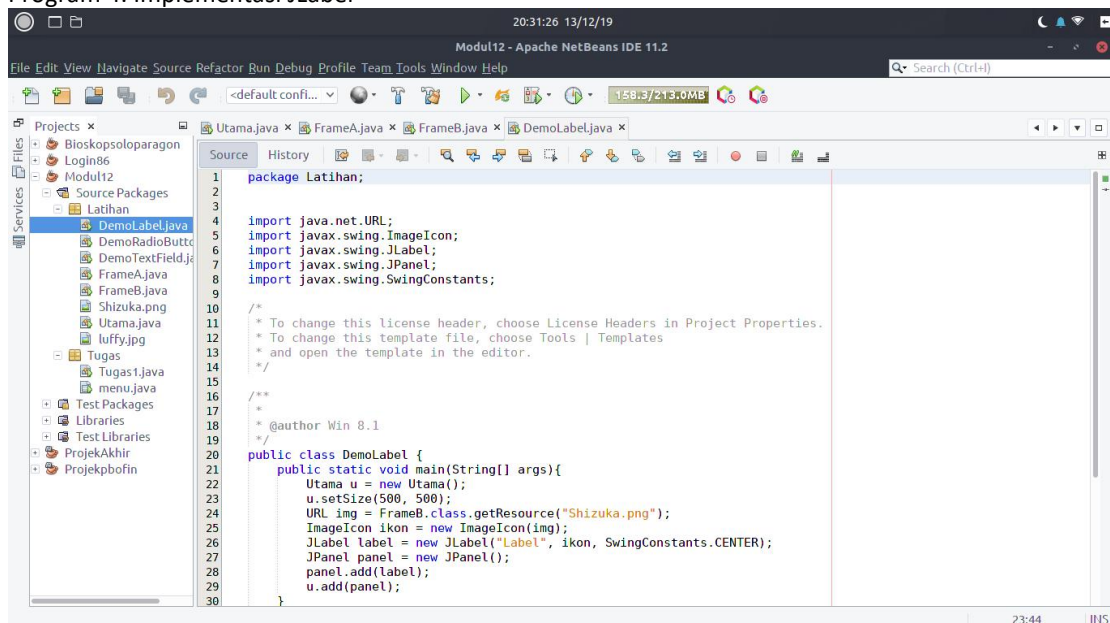 Program 4. Implementasi JLabel
20:31:26 13/12/19
Modul12 - Apache NetBeans IDE 11.2
File Edit View Navigate Source Refactor Run Debug Profile Team Tools Window Help
Search (Ctrl+I)
<default confi...
158.3/213.0MB
Projects
Files
Services
Bioskopsoloparagon
Login86
Modul12
Source Packages
Latihan
DemoLabel.java
DemoRadioButto
DemoTextField.ja
FrameA.java
FrameB.java
Shizuka.png
Utama.java
luffy.jpg
Tugas
Tugas1.java
menu.java
Test Packages
Libraries
Test Libraries
ProjekAkhir
Projekpbofin
Utama.java FrameA.java FrameB.java DemoLabel.java
Source History
1 package Latihan;
2
3
4 import java.net.URL;
5 import javax.swing.ImageIcon;
6 import javax.swing.JLabel;
7 import javax.swing.JPanel;
8 import javax.swing.SwingConstants;
9
10 /*
11 * To change this license header, choose License Headers in Project Properties.
12 * To change this template file, choose Tools | Templates
13 * and open the template in the editor.
14 */
15
16 /**
17 *
18 * @author Win 8.1
19 */
20 public class DemoLabel {
21 public static void main(String[] args){
22 Utama u = new Utama();
23 u.setSize(500, 500);
24 URL img = FrameB.class.getResource("Shizuka.png");
25 ImageIcon ikon = new ImageIcon(img);
26 JLabel label = new JLabel("Label", ikon, SwingConstants.CENTER);
27 JPanel panel = new JPanel();
28 panel.add(label);
29 u.add(panel);
30 }
23:44 INS